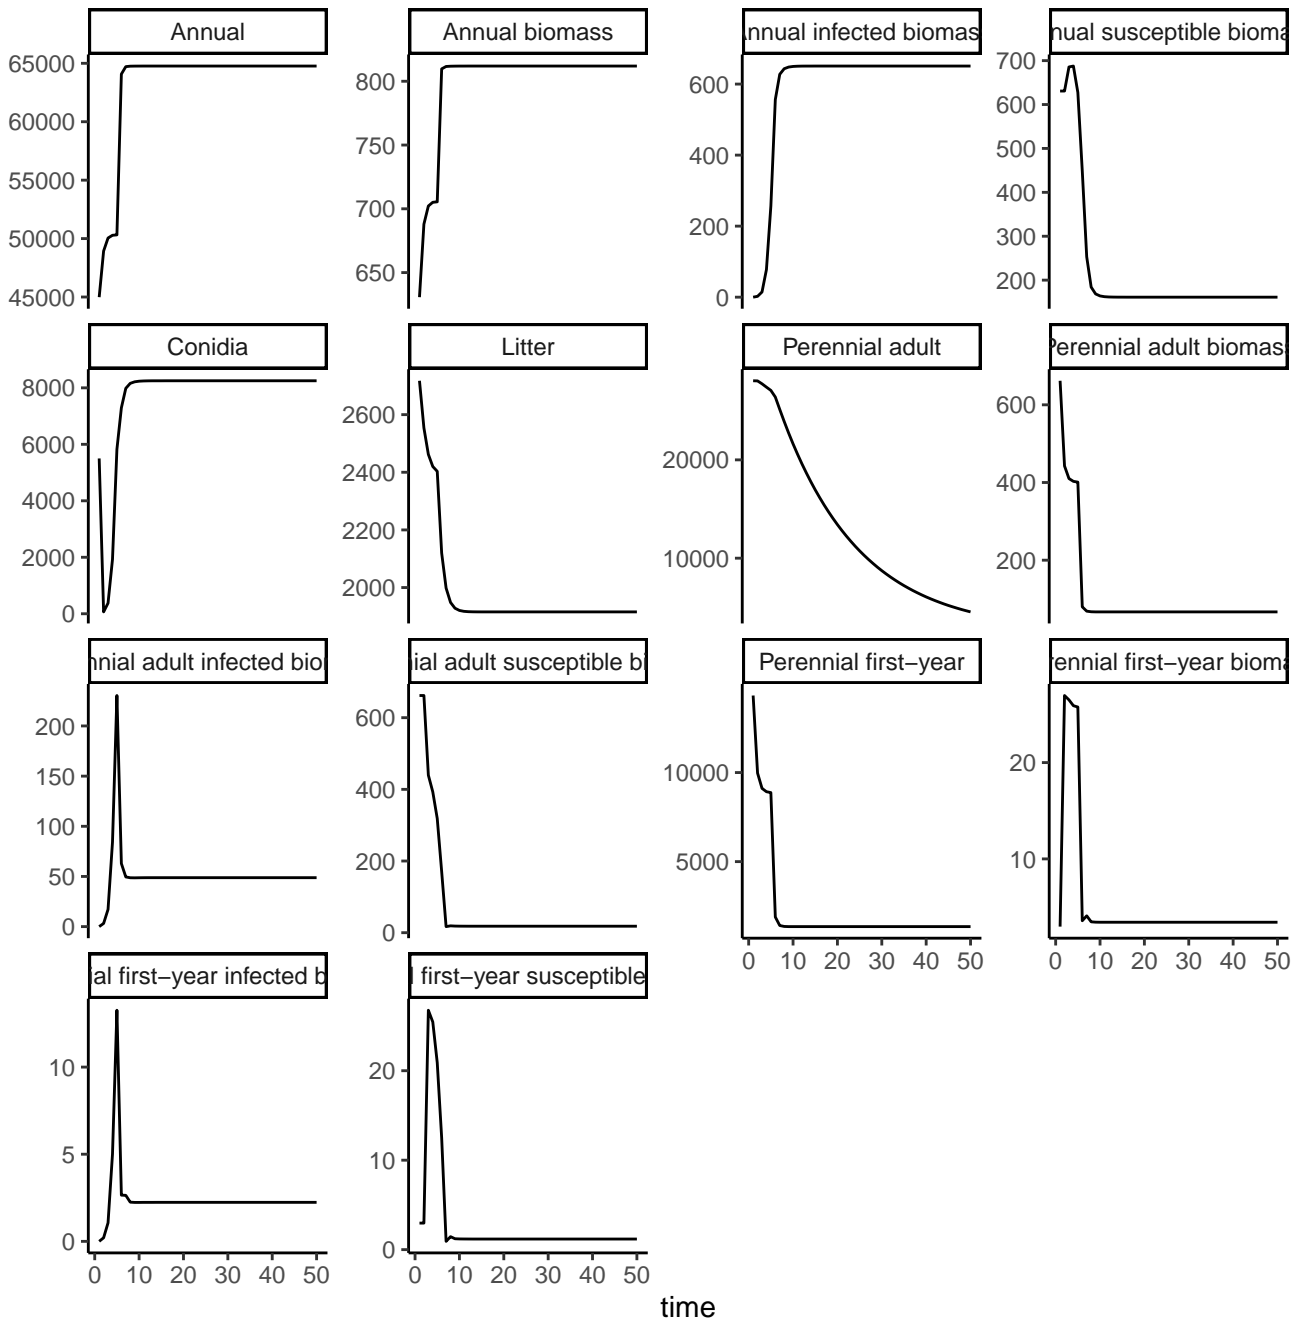 Annual
Annual biomass
Annual infected biomas
nual susceptible bioma
65000
60000
55000
50000
45000
800
750
700
650
600
400
200
0
700
600
500
400
300
200
Conidia
Litter
Perennial adult
Perennial adult biomass
8000
6000
4000
2000
0
2600
2400
2200
2000
20000
10000
600
400
200
nnial adult infected bior
nial adult susceptible bi
Perennial first−year
rennial first−year bioma
200
150
100
50
0
600
400
200
0
10000
5000
20
10
0 10 20 30 40 50
0 10 20 30 40 50
ial first−year infected b
l first−year susceptible
10
5
0
20
10
0
0 10 20 30 40 50
0 10 20 30 40 50
time